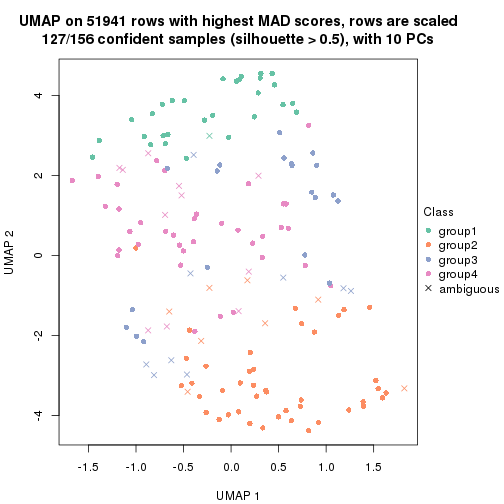 UMAP on 51941 rows with highest MAD scores, rows are scaled
127/156 confident samples (silhouette > 0.5), with 10 PCs
4
2
0
-2
-4
UMAP 2
-1.5 -1.0 -0.5 0.0 0.5 1.0 1.5
UMAP 1
Class
group1
group2
group3
group4
ambiguous